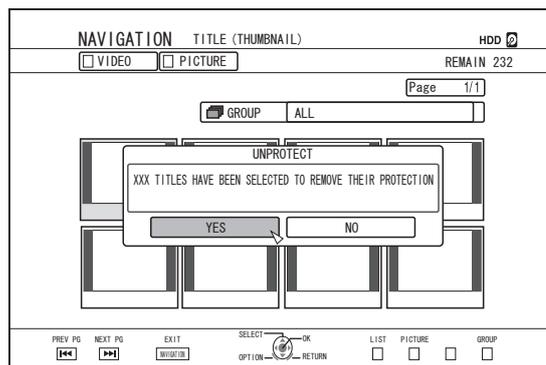 NAVIGATION TITLE (THUMBNAIL) HDD
VIDEO PICTURE REMAIN 232
Page 1/1
GROUP ALL
UNPROTECT
XXX TITLES HAVE BEEN SELECTED TO REMOVE THEIR PROTECTION
YES NO
PREV PG NEXT PG EXIT SELECT OK LIST PICTURE GROUP
NAVIGATION OPTION RETURN